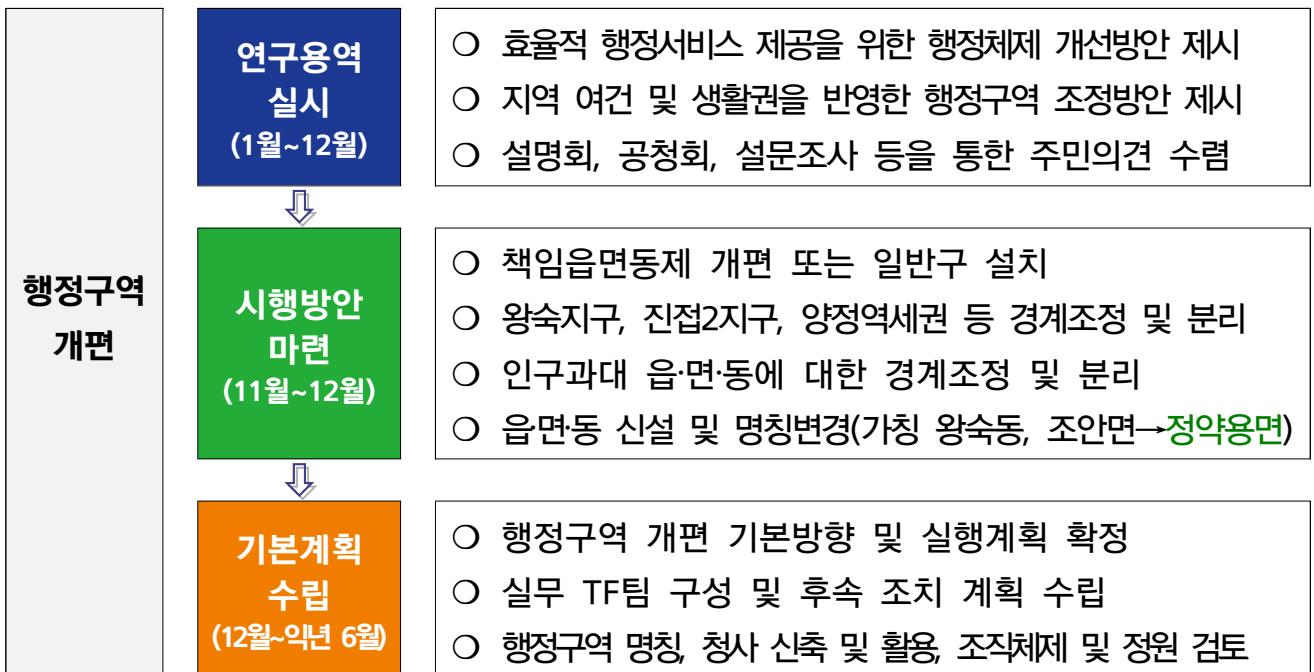 행정구역
개편
연구용역
실시
(1월~12월)
❍ 효율적 행정서비스 제공을 위한 행정체제 개선방안 제시
❍ 지역 여건 및 생활권을 반영한 행정구역 조정방안 제시
❍ 설명회, 공청회, 설문조사 등을 통한 주민의견 수렴
시행방안
마련
(11월~12월)
❍ 책임읍면동제 개편 또는 일반구 설치
❍ 왕숙지구, 진접2지구, 양정역세권 등 경계조정 및 분리
❍ 인구과대 읍·면·동에 대한 경계조정 및 분리
❍ 읍·면·동 신설 및 명칭변경(가칭 왕숙동, 조안면→정약용면)
기본계획
수립
(12월~익년 6월)
❍ 행정구역 개편 기본방향 및 실행계획 확정
❍ 실무 TF팀 구성 및 후속 조치 계획 수립
❍ 행정구역 명칭, 청사 신축 및 활용, 조직체제 및 정원 검토